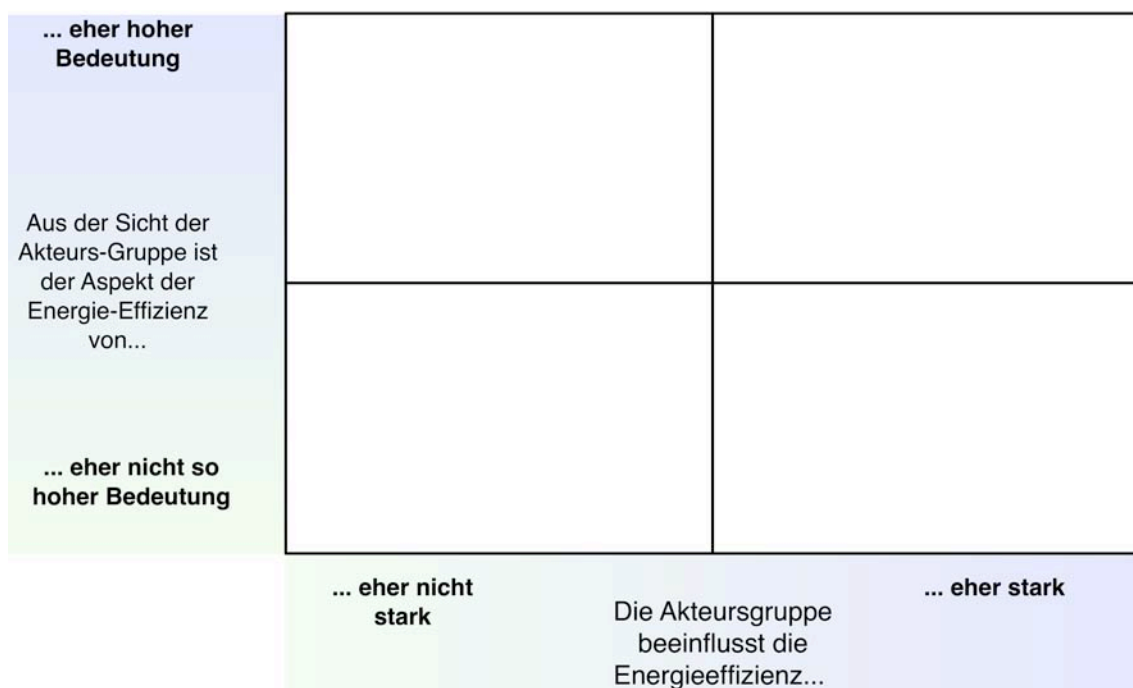 ... eher hoher
Bedeutung
Aus der Sicht der
Akteurs-Gruppe ist
der Aspekt der
Energie-Effizienz
von...
... eher nicht so
hoher Bedeutung
... eher nicht
stark
Die Akteursgruppe
beeinflusst die
Energieeffizienz...
... eher stark